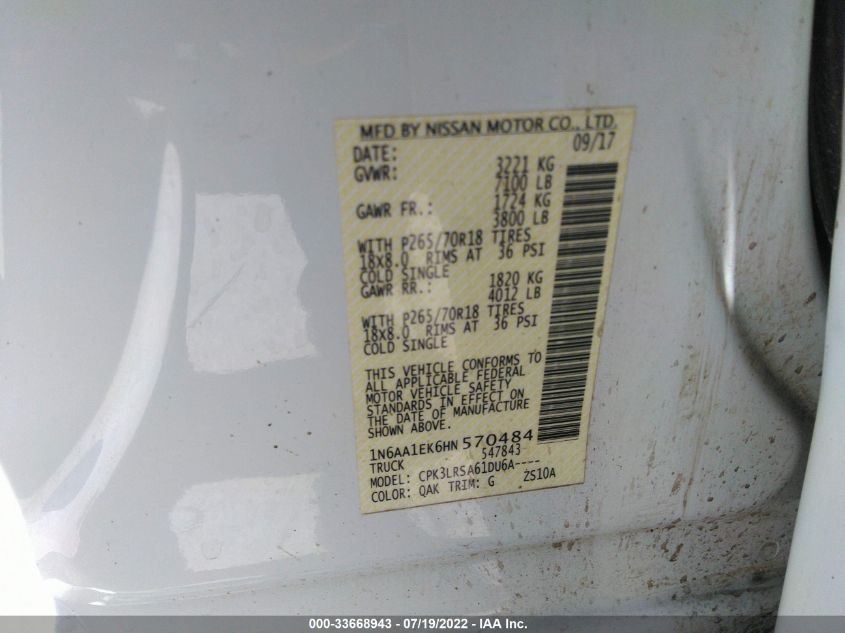 MFD BY NISSAN MOTOR CO., LTD.
DATE: 09/17
GVWR: 3221 KG
7100 LB
GAWR FR.: 1724 KG
3800 LB
WITH P265/70R18 TIRES
18x8.0 RIMS AT 36 PSI
COLD SINGLE
GAWR RR.: 1820 KG
4012 LB
WITH P265/70R18 TIRES
18x8.0 RIMS AT 36 PSI
COLD SINGLE
THIS VEHICLE CONFORMS TO
ALL APPLICABLE FEDERAL
MOTOR VEHICLE SAFETY
STANDARDS IN EFFECT ON
THE DATE OF MANUFACTURE
SHOWN ABOVE.
1N6AA1EK6HN570484
TRUCK 547843
MODEL: CPK3LRSA61DU6A----
COLOR: QAK TRIM: G ZS10A
000-33668943 / 07/19/2022 - IAA Inc.